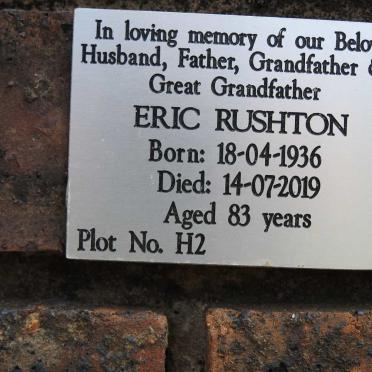 In loving memory of our Belo
Husband, Father, Grandfather &
Great Grandfather
ERIC RUSHTON
Born: 18-04-1936
Died: 14-07-2019
Aged 83 years
Plot No. H2